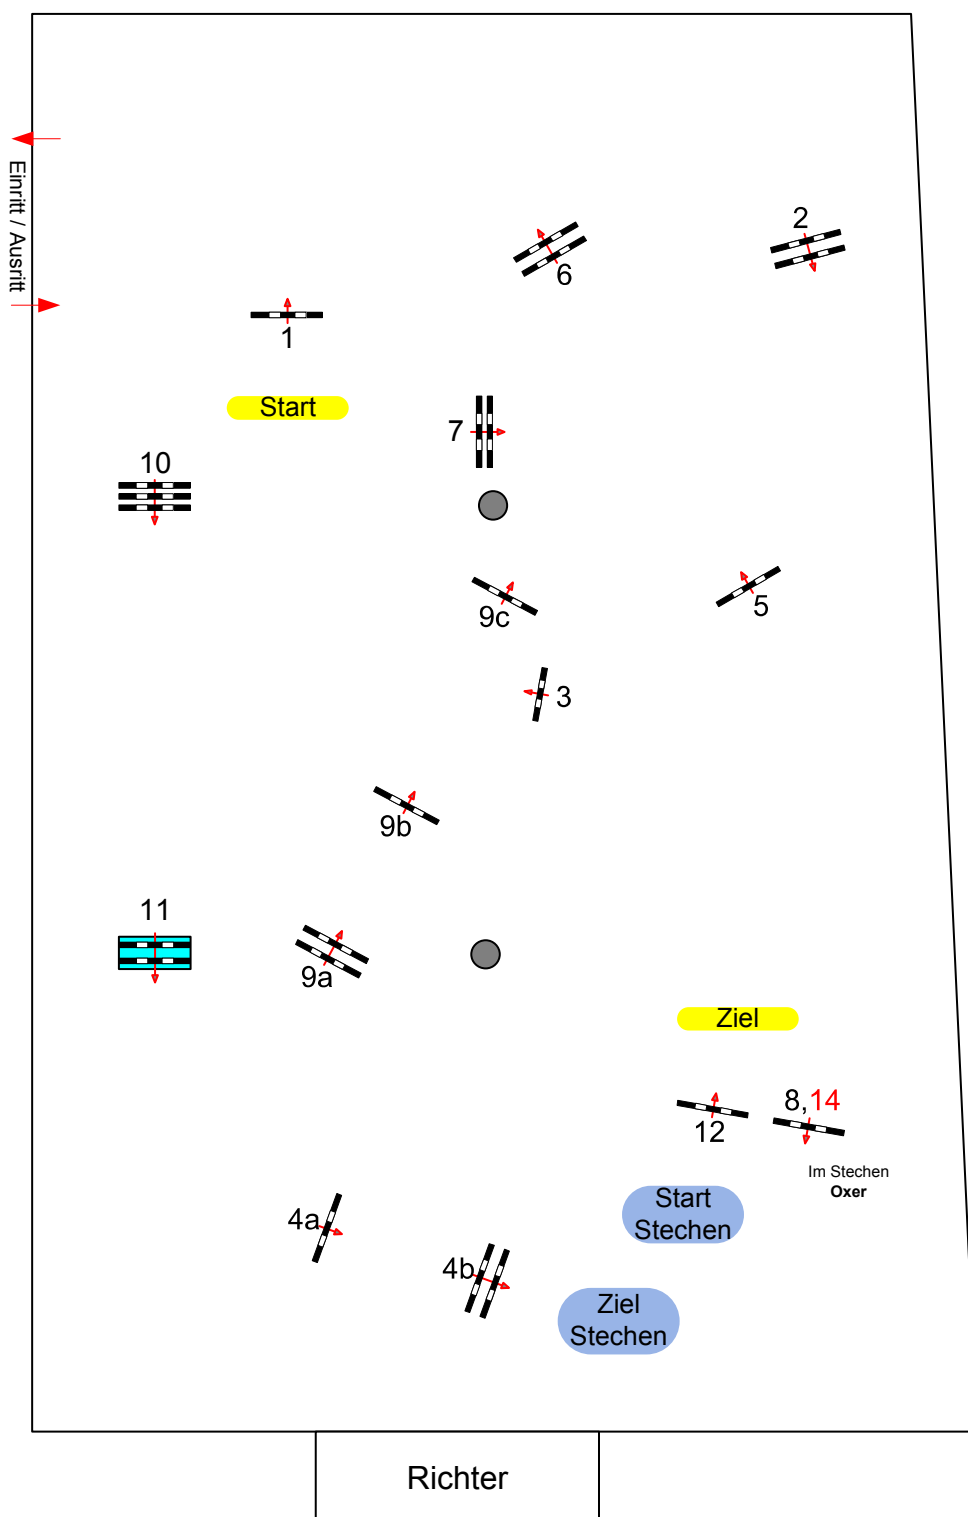 Einritt / Ausritt
2
6
1
Start
7
10
9c
5
3
9b
11
9a
Ziel
8,14
12
Im Stechen
Oxer
Start
Stechen
4a
4b
Ziel
Stechen
Richter